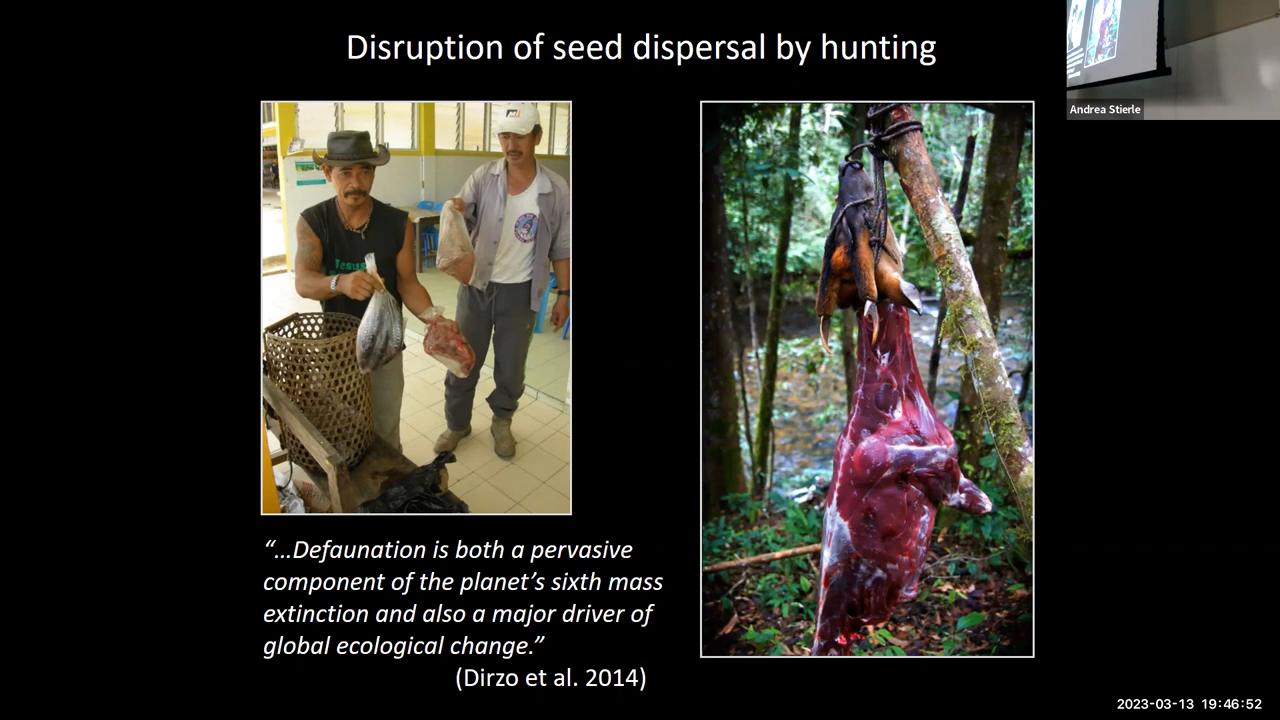 Disruption of seed dispersal by hunting
Andrea Stierle
Jesus
“…Defaunation is both a pervasive
component of the planet’s sixth mass
extinction and also a major driver of
global ecological change.”
(Dirzo et al. 2014)
2023-03-13 19:46:52